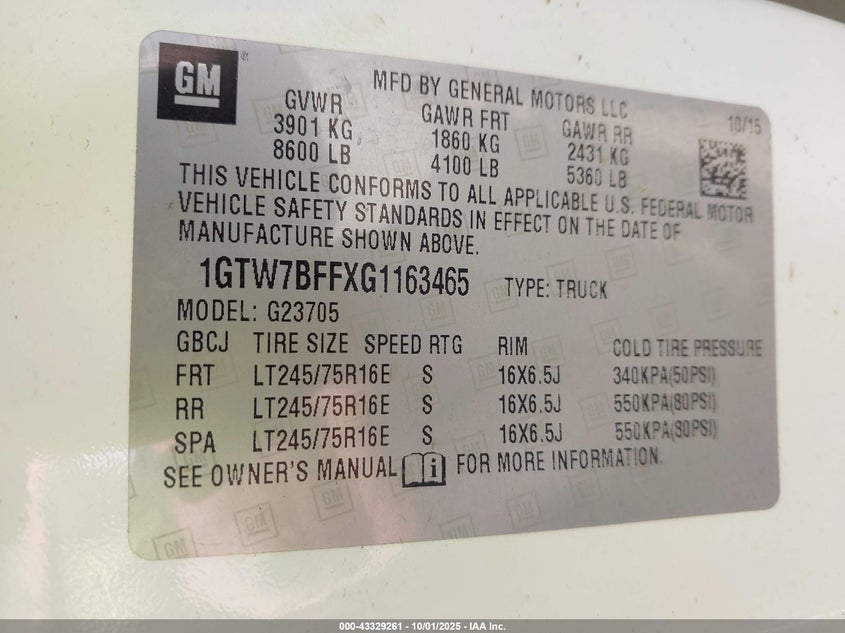 GM ®
MFD BY GENERAL MOTORS LLC
10/15
GVWR GAWR FRT GAWR RR
3901 KG 1860 KG 2431 KG
8600 LB 4100 LB 5360 LB
THIS VEHICLE CONFORMS TO ALL APPLICABLE U.S. FEDERAL MOTOR
VEHICLE SAFETY STANDARDS IN EFFECT ON THE DATE OF
MANUFACTURE SHOWN ABOVE.
1GTW7BFFXG1163465 TYPE: TRUCK
MODEL: G23705
GBCJ TIRE SIZE SPEED RTG RIM COLD TIRE PRESSURE
FRT LT245/75R16E S 16X6.5J 340KPA(50PSI)
RR LT245/75R16E S 16X6.5J 550KPA(80PSI)
SPA LT245/75R16E S 16X6.5J 550KPA(80PSI)
SEE OWNER'S MANUAL FOR MORE INFORMATION.
GM
000-43329261 - 10/01/2025 - IAA Inc.